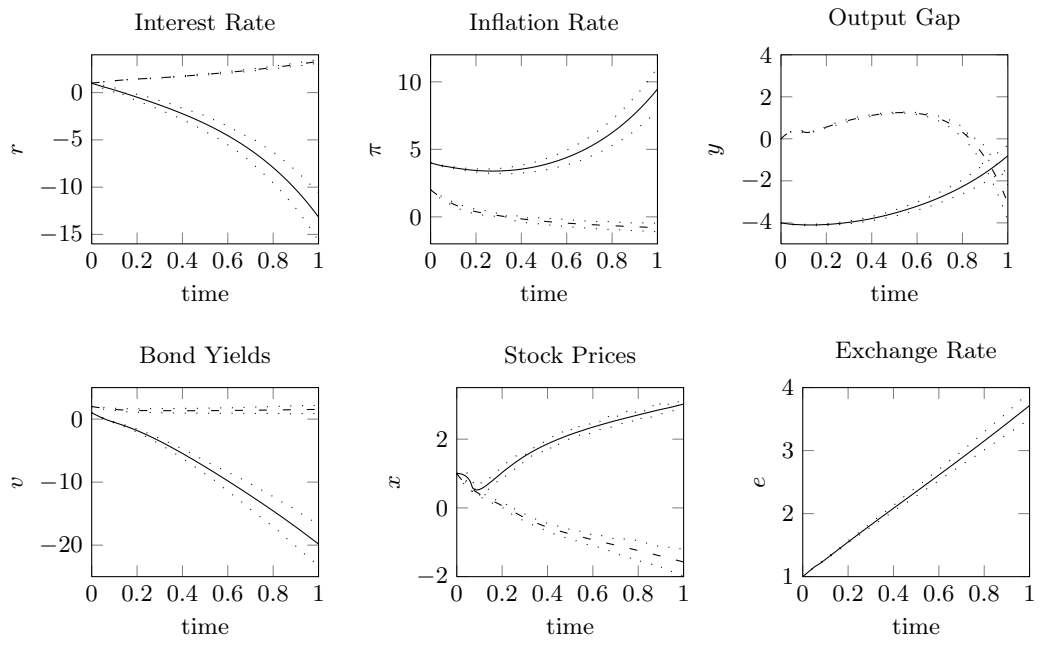 Interest Rate
0
−5
−10
−15
r
0 0.2 0.4 0.6 0.8 1
time
Inflation Rate
10
5
0
π
0 0.2 0.4 0.6 0.8 1
time
Output Gap
4
2
0
−2
−4
y
0 0.2 0.4 0.6 0.8 1
time
Bond Yields
0
−10
−20
v
0 0.2 0.4 0.6 0.8 1
time
Stock Prices
2
0
−2
x
0 0.2 0.4 0.6 0.8 1
time
Exchange Rate
4
3
2
1
e
0 0.2 0.4 0.6 0.8 1
time